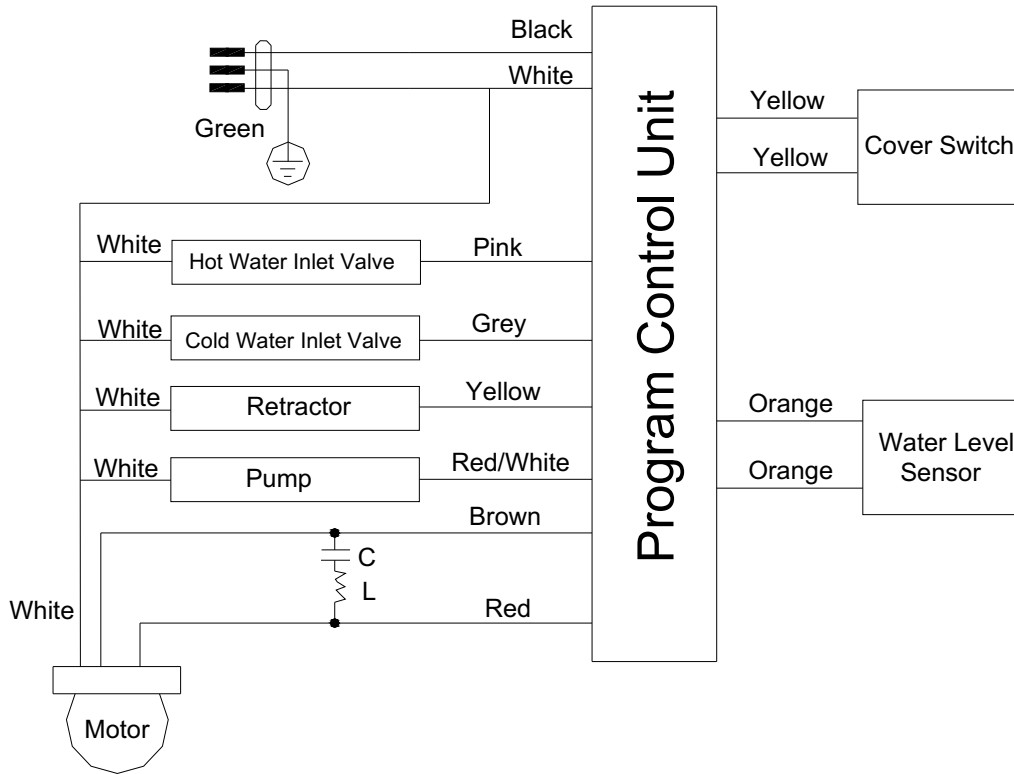 Black
White
Green
Yellow
Yellow
Cover Switch
Program Control Unit
White
Hot Water Inlet Valve
Pink
White
Cold Water Inlet Valve
Grey
White
Retractor
Yellow
White
Pump
Red/White
Orange
Orange
Water Level
Sensor
Brown
C
L
Red
White
Motor